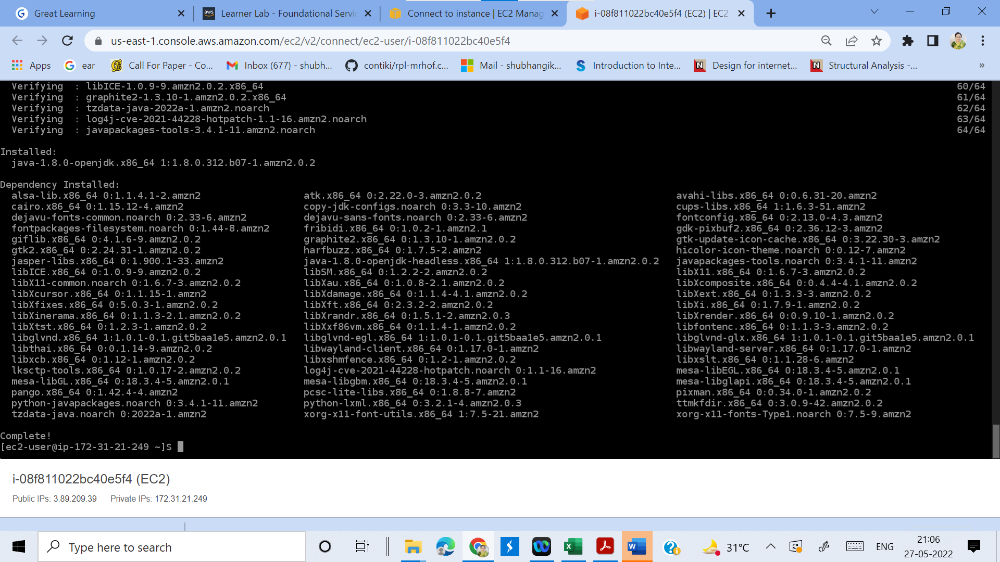 Great Learning
Learner Lab - Foundational Servic
Connect to instance | EC2 Manag
i-08f811022bc40e5f4 (EC2) | EC2
us-east-1.console.aws.amazon.com/ec2/v2/connect/ec2-user/i-08f811022bc40e5f4
Apps ear Call For Paper - Co... Inbox (677) - shubh... contiki/rpl-mrhof.c... Mail - shubhangik... Introduction to Inte... Design for internet... Structural Analysis -... »
Verifying : libICE-1.0.9-9.amzn2.0.2.x86_64 60/64
Verifying : graphite2-1.3.10-1.amzn2.0.2.x86_64 61/64
Verifying : tzdata-java-2022a-1.amzn2.noarch 62/64
Verifying : log4j-cve-2021-44228-hotpatch-1.1-16.amzn2.noarch 63/64
Verifying : javapackages-tools-3.4.1-11.amzn2.noarch 64/64
Installed:
java-1.8.0-openjdk.x86_64 1:1.8.0.312.b07-1.amzn2.0.2
Dependency Installed:
alsa-lib.x86_64 0:1.1.4.1-2.amzn2 atk.x86_64 0:2.22.0-3.amzn2.0.2 avahi-libs.x86_64 0:0.6.31-20.amzn2
cairo.x86_64 0:1.15.12-4.amzn2 copy-jdk-configs.noarch 0:3.3-10.amzn2 cups-libs.x86_64 1:1.6.3-51.amzn2
dejavu-fonts-common.noarch 0:2.33-6.amzn2 dejavu-sans-fonts.noarch 0:2.33-6.amzn2 fontconfig.x86_64 0:2.13.0-4.3.amzn2
fontpackages-filesystem.noarch 0:1.44-8.amzn2 fribidi.x86_64 0:1.0.2-1.amzn2.1 gdk-pixbuf2.x86_64 0:2.36.12-3.amzn2
giflib.x86_64 0:4.1.6-9.amzn2.0.2 graphite2.x86_64 0:1.3.10-1.amzn2.0.2 gtk-update-icon-cache.x86_64 0:3.22.30-3.amzn2
gtk2.x86_64 0:2.24.31-1.amzn2.0.2 harfbuzz.x86_64 0:1.7.5-2.amzn2 hicolor-icon-theme.noarch 0:0.12-7.amzn2
jasper-libs.x86_64 0:1.900.1-33.amzn2 java-1.8.0-openjdk-headless.x86_64 1:1.8.0.312.b07-1.amzn2.0.2 javapackages-tools.noarch 0:3.4.1-11.amzn2
libICE.x86_64 0:1.0.9-9.amzn2.0.2 libSM.x86_64 0:1.2.2-2.amzn2.0.2 libX11.x86_64 0:1.6.7-3.amzn2.0.2
libX11-common.noarch 0:1.6.7-3.amzn2.0.2 libXau.x86_64 0:1.0.8-2.1.amzn2.0.2 libXcomposite.x86_64 0:0.4.4-4.1.amzn2.0.2
libXcursor.x86_64 0:1.1.15-1.amzn2 libXdamage.x86_64 0:1.1.4-4.1.amzn2.0.2 libXext.x86_64 0:1.3.3-3.amzn2.0.2
libXfixes.x86_64 0:5.0.3-1.amzn2.0.2 libXft.x86_64 0:2.3.2-2.amzn2.0.2 libXi.x86_64 0:1.7.9-1.amzn2.0.2
libXinerama.x86_64 0:1.1.3-2.1.amzn2.0.2 libXrandr.x86_64 0:1.5.1-2.amzn2.0.3 libXrender.x86_64 0:0.9.10-1.amzn2.0.2
libXtst.x86_64 0:1.2.3-1.amzn2.0.2 libXxf86vm.x86_64 0:1.1.4-1.amzn2.0.2 libfontenc.x86_64 0:1.1.3-3.amzn2.0.2
libglvnd.x86_64 1:1.0.1-0.1.git5baa1e5.amzn2.0.1 libglvnd-egl.x86_64 1:1.0.1-0.1.git5baa1e5.amzn2.0.1 libglvnd-glx.x86_64 1:1.0.1-0.1.git5baa1e5.amzn2.0.1
libthai.x86_64 0:0.1.14-9.amzn2.0.2 libwayland-client.x86_64 0:1.17.0-1.amzn2 libwayland-server.x86_64 0:1.17.0-1.amzn2
libxcb.x86_64 0:1.12-1.amzn2.0.2 libxshmfence.x86_64 0:1.2-1.amzn2.0.2 libxslt.x86_64 0:1.1.28-6.amzn2
lksctp-tools.x86_64 0:1.0.17-2.amzn2.0.2 log4j-cve-2021-44228-hotpatch.noarch 0:1.1-16.amzn2 mesa-libEGL.x86_64 0:18.3.4-5.amzn2.0.1
mesa-libGL.x86_64 0:18.3.4-5.amzn2.0.1 mesa-libgbm.x86_64 0:18.3.4-5.amzn2.0.1 mesa-libglapi.x86_64 0:18.3.4-5.amzn2.0.1
pango.x86_64 0:1.42.4-4.amzn2 pcsc-lite-libs.x86_64 0:1.8.8-7.amzn2 pixman.x86_64 0:0.34.0-1.amzn2.0.2
python-javapackages.noarch 0:3.4.1-11.amzn2 python-lxml.x86_64 0:3.2.1-4.amzn2.0.3 ttmkfdir.x86_64 0:3.0.9-42.amzn2.0.2
tzdata-java.noarch 0:2022a-1.amzn2 xorg-x11-font-utils.x86_64 1:7.5-21.amzn2 xorg-x11-fonts-Type1.noarch 0:7.5-9.amzn2
Complete!
[ec2-user@ip-172-31-21-249 ~]$
i-08f811022bc40e5f4 (EC2)
Public IPs: 3.89.209.39 Private IPs: 172.31.21.249
Type here to search
31°C
ENG
21:06
27-05-2022